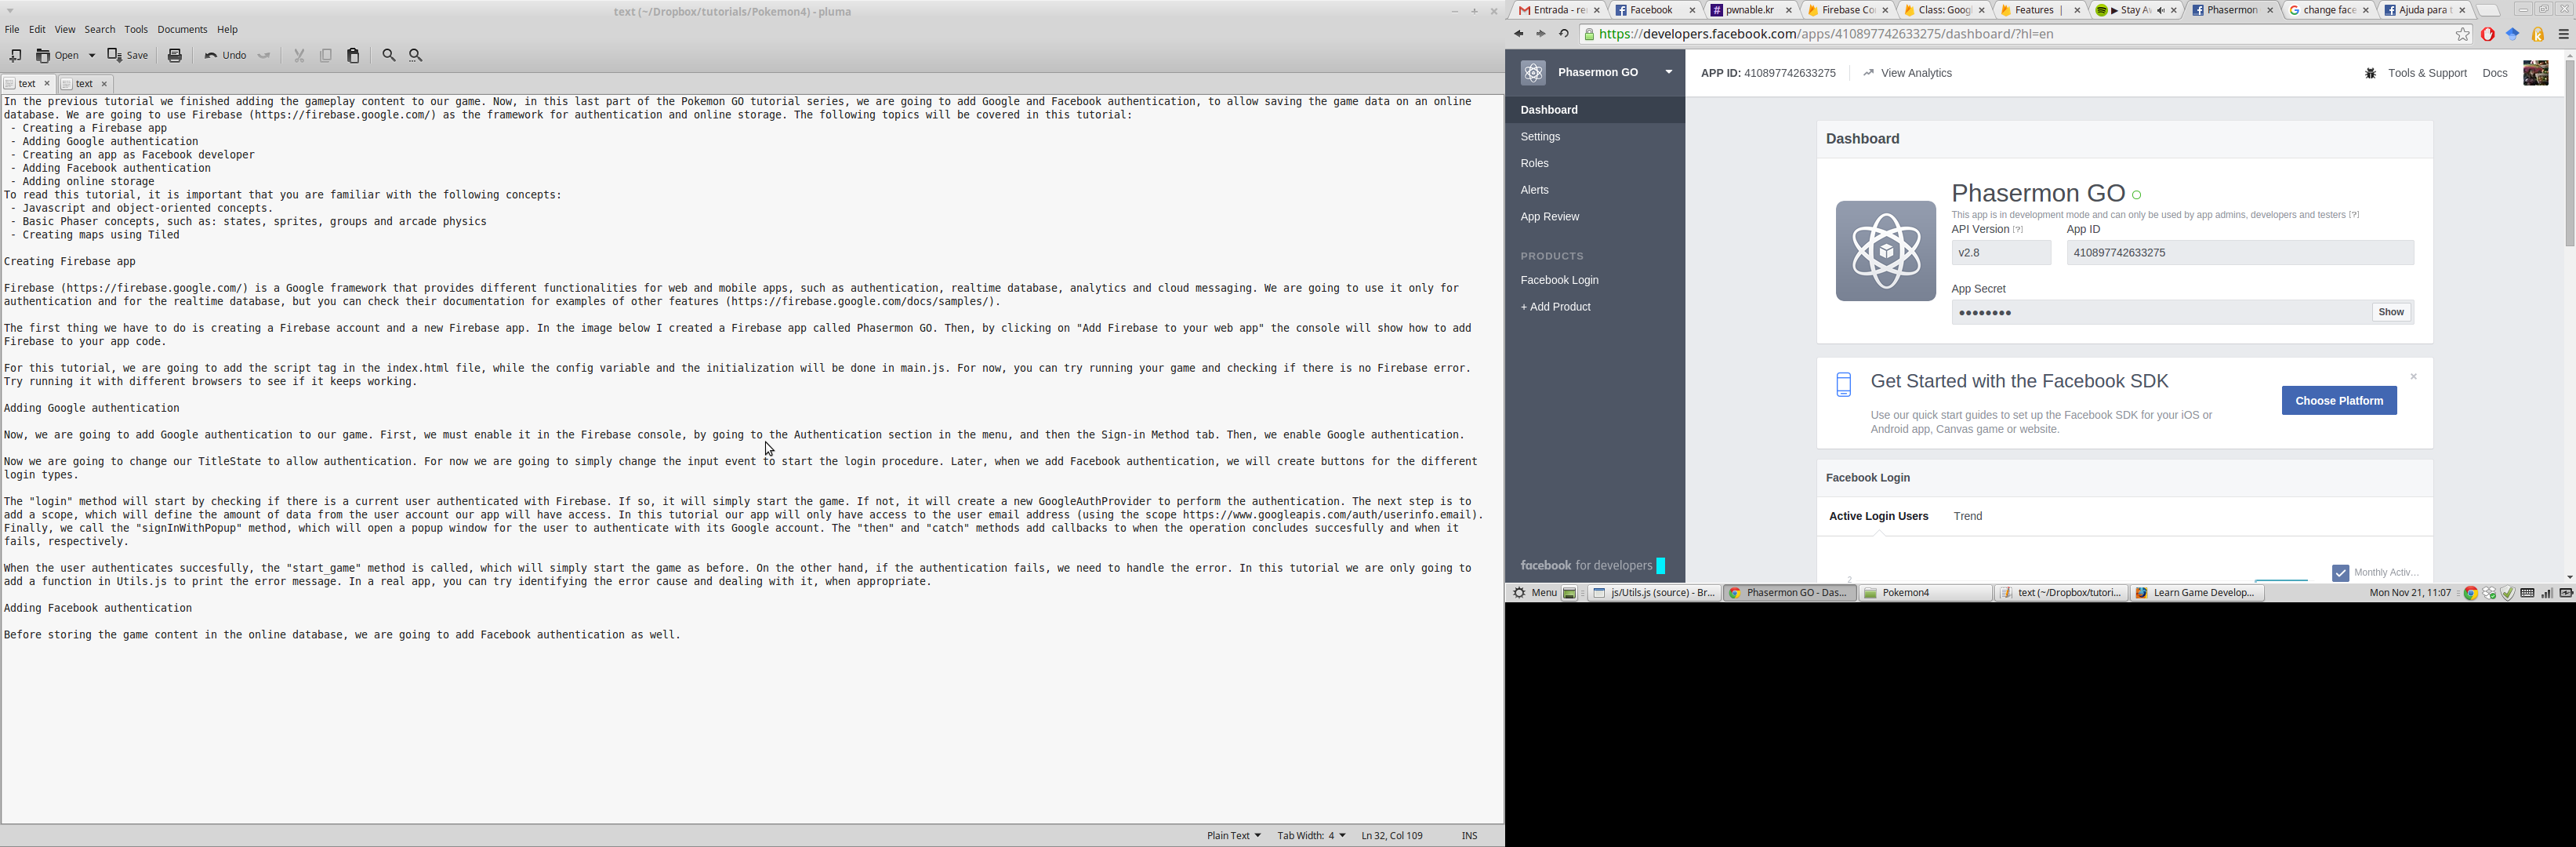 text (~/Dropbox/tutorials/Pokemon4) - pluma
File Edit View Search Tools Documents Help
Open Save Undo
text text
In the previous tutorial we finished adding the gameplay content to our game. Now, in this last part of the Pokemon GO tutorial series, we are going to add Google and Facebook authentication, to allow saving the game data on an online
database. We are going to use Firebase (https://firebase.google.com/) as the framework for authentication and online storage. The following topics will be covered in this tutorial:
- Creating a Firebase app
- Adding Google authentication
- Creating an app as Facebook developer
- Adding Facebook authentication
- Adding online storage
To read this tutorial, it is important that you are familiar with the following concepts:
- Javascript and object-oriented concepts.
- Basic Phaser concepts, such as: states, sprites, groups and arcade physics
- Creating maps using Tiled
Creating Firebase app
Firebase (https://firebase.google.com/) is a Google framework that provides different functionalities for web and mobile apps, such as authentication, realtime database, analytics and cloud messaging. We are going to use it only for
authentication and for the realtime database, but you can check their documentation for examples of other features (https://firebase.google.com/docs/samples/).
The first thing we have to do is creating a Firebase account and a new Firebase app. In the image below I created a Firebase app called Phasermon GO. Then, by clicking on "Add Firebase to your web app" the console will show how to add
Firebase to your app code.
For this tutorial, we are going to add the script tag in the index.html file, while the config variable and the initialization will be done in main.js. For now, you can try running your game and checking if there is no Firebase error.
Try running it with different browsers to see if it keeps working.
Adding Google authentication
Now, we are going to add Google authentication to our game. First, we must enable it in the Firebase console, by going to the Authentication section in the menu, and then the Sign-in Method tab. Then, we enable Google authentication.
Now we are going to change our TitleState to allow authentication. For now we are going to simply change the input event to start the login procedure. Later, when we add Facebook authentication, we will create buttons for the different
login types.
The "login" method will start by checking if there is a current user authenticated with Firebase. If so, it will simply start the game. If not, it will create a new GoogleAuthProvider to perform the authentication. The next step is to
add a scope, which will define the amount of data from the user account our app will have access. In this tutorial our app will only have access to the user email address (using the scope https://www.googleapis.com/auth/userinfo.email).
Finally, we call the "signInWithPopup" method, which will open a popup window for the user to authenticate with its Google account. The "then" and "catch" methods add callbacks to when the operation concludes succesfully and when it
fails, respectively.
When the user authenticates succesfully, the "start_game" method is called, which will simply start the game as before. On the other hand, if the authentication fails, we need to handle the error. In this tutorial we are only going to
add a function in Utils.js to print the error message. In a real app, you can try identifying the error cause and dealing with it, when appropriate.
Adding Facebook authentication
Before storing the game content in the online database, we are going to add Facebook authentication as well.
Plain Text Tab Width: 4 Ln 32, Col 109 INS
Entrada - re Facebook pwnable.kr Firebase Co Class: Googl Features | Stay A Phasermon change face Ajuda para
https://developers.facebook.com/apps/410897742633275/dashboard/?hl=en
Phasermon GO APP ID: 410897742633275 View Analytics Tools & Support Docs
Dashboard
Settings
Roles
Alerts
App Review
PRODUCTS
Facebook Login
+ Add Product
facebook for developers
Dashboard
Phasermon GO
This app is in development mode and can only be used by app admins, developers and testers [?]
API Version [?] App ID
v2.8 410897742633275
App Secret
●●●●●●●● Show
Get Started with the Facebook SDK
Use our quick start guides to set up the Facebook SDK for your iOS or
Android app, Canvas game or website.
Choose Platform
Facebook Login
Active Login Users Trend
2 Monthly Activ...
Menu js/Utils.js (source) - Br... Phasermon GO - Das... Pokemon4 text (~/Dropbox/tutori... Learn Game Develop... Mon Nov 21, 11:07